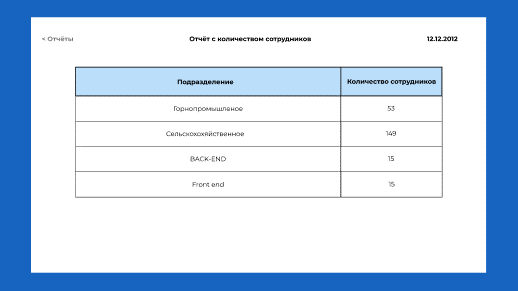 < Отчёты
Отчёт с количеством сотрудников
12.12.2012
Подразделение
Количество сотрудников
Горнопромышленое
53
Сельскохохяйственное
149
BACK-END
15
Front end
15